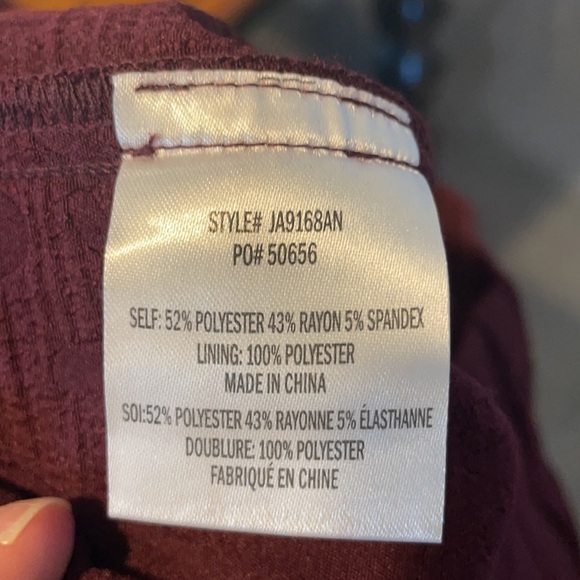 STYLE# JA9168AN
PO# 50656
SELF: 52% POLYESTER 43% RAYON 5% SPANDEX
LINING: 100% POLYESTER
MADE IN CHINA
SOI:52% POLYESTER 43% RAYONNE 5% ÉLASTHANNE
DOUBLURE: 100% POLYESTER
FABRIQUÉ EN CHINE